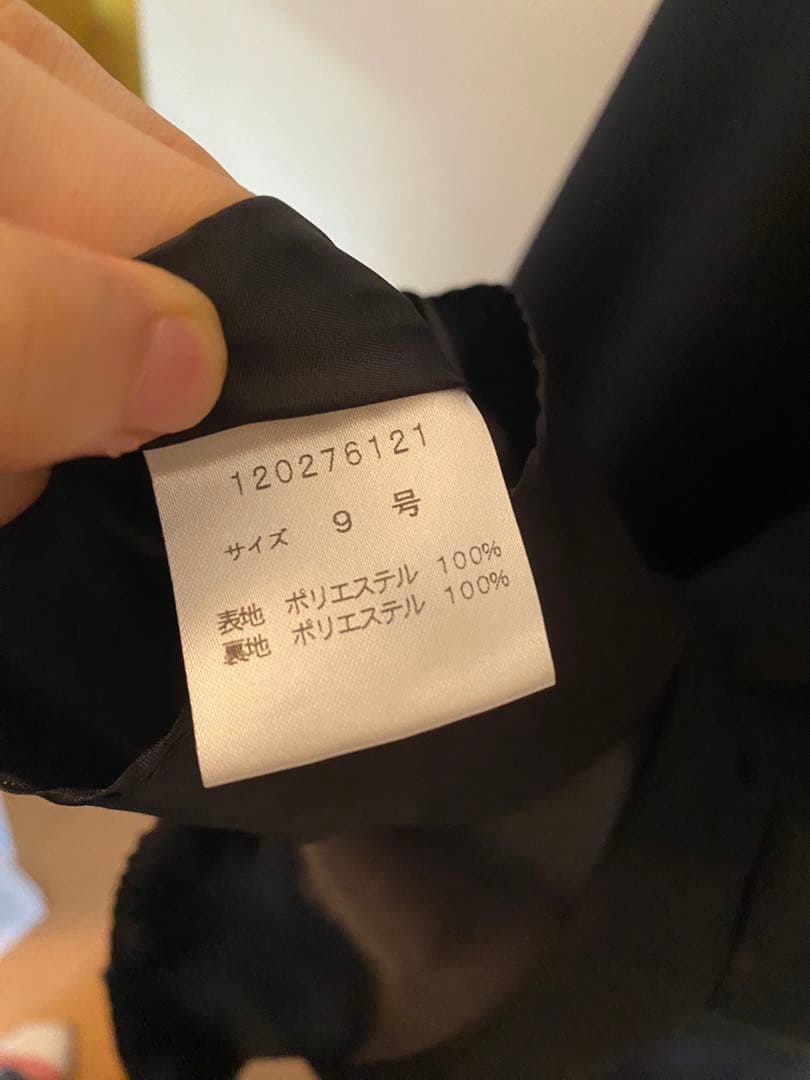 120276121
サイズ 9 号
表地 ポリエステル 100%
裏地 ポリエステル 100%